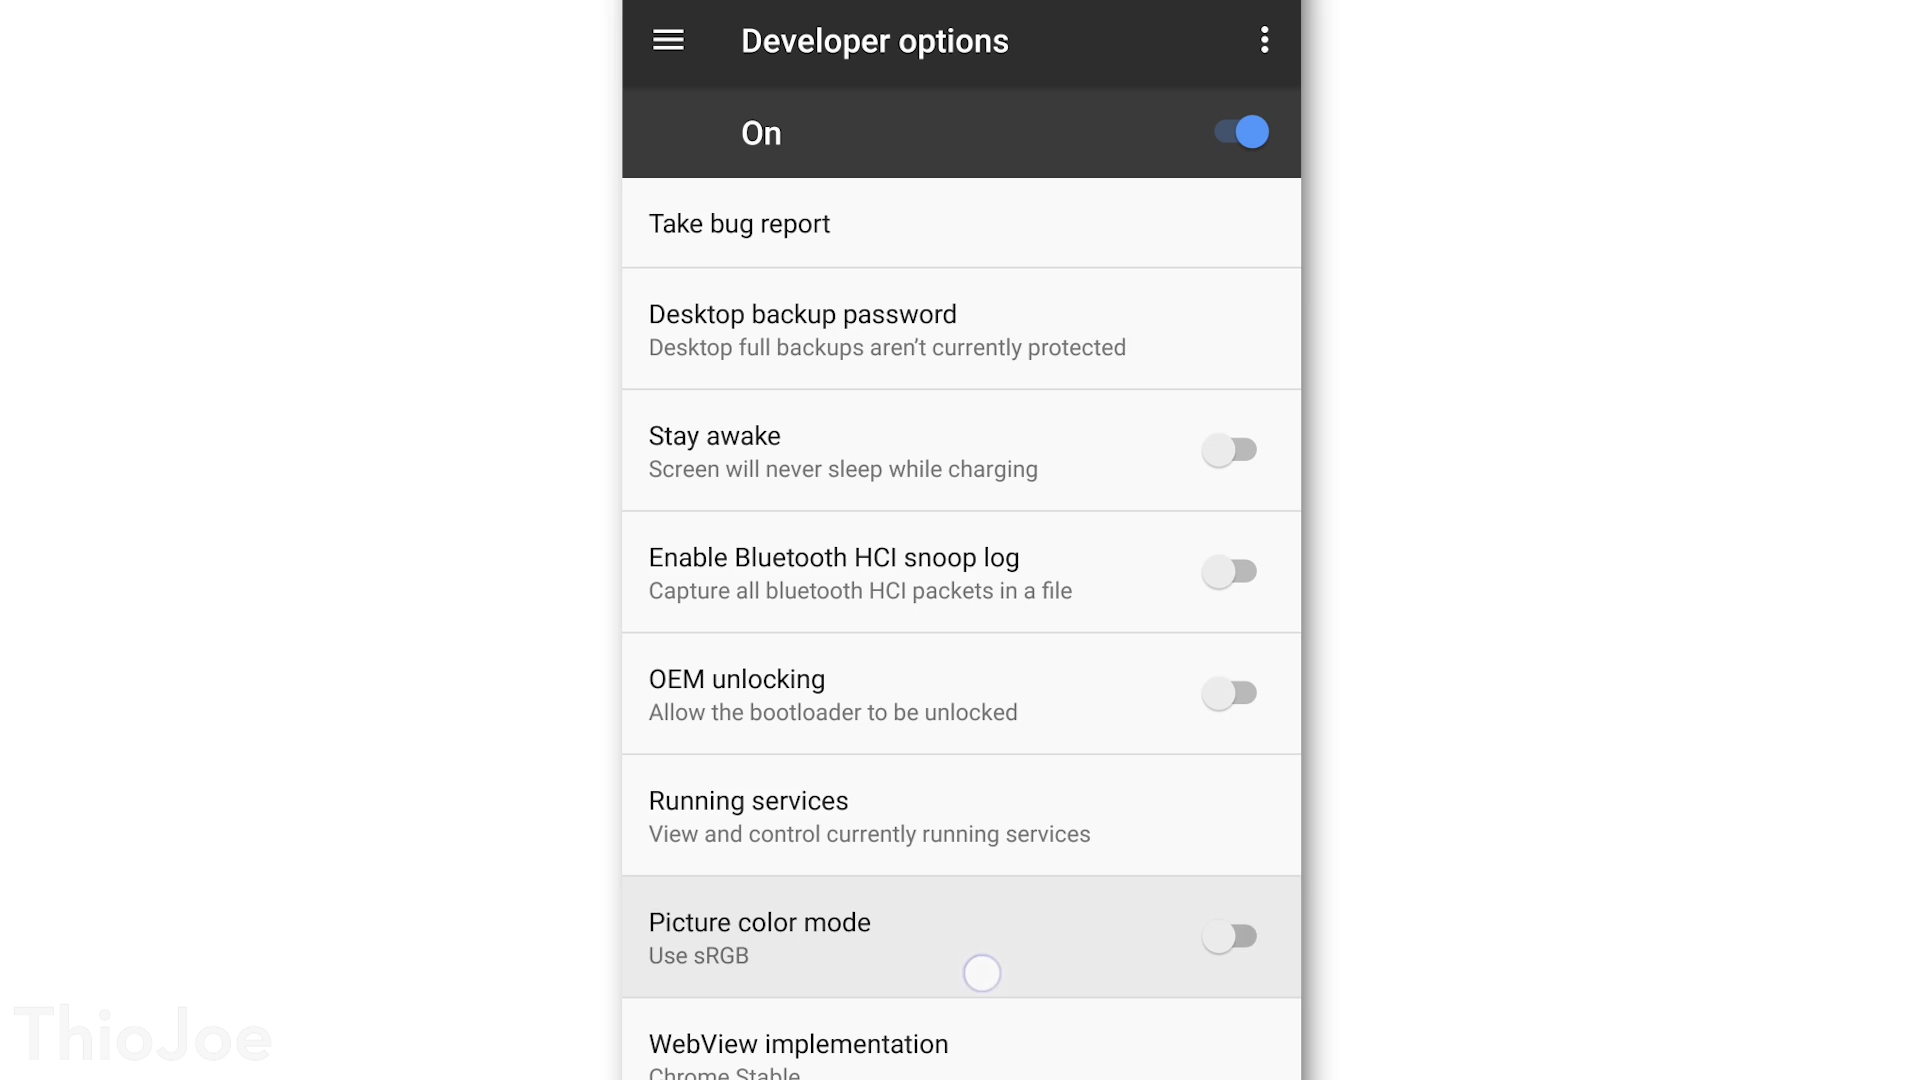 Developer options
On
Take bug report
Desktop backup password
Desktop full backups aren’t currently protected
Stay awake
Screen will never sleep while charging
Enable Bluetooth HCI snoop log
Capture all bluetooth HCI packets in a file
OEM unlocking
Allow the bootloader to be unlocked
Running services
View and control currently running services
Picture color mode
Use sRGB
WebView implementation
Chrome Stable
ThioJoe